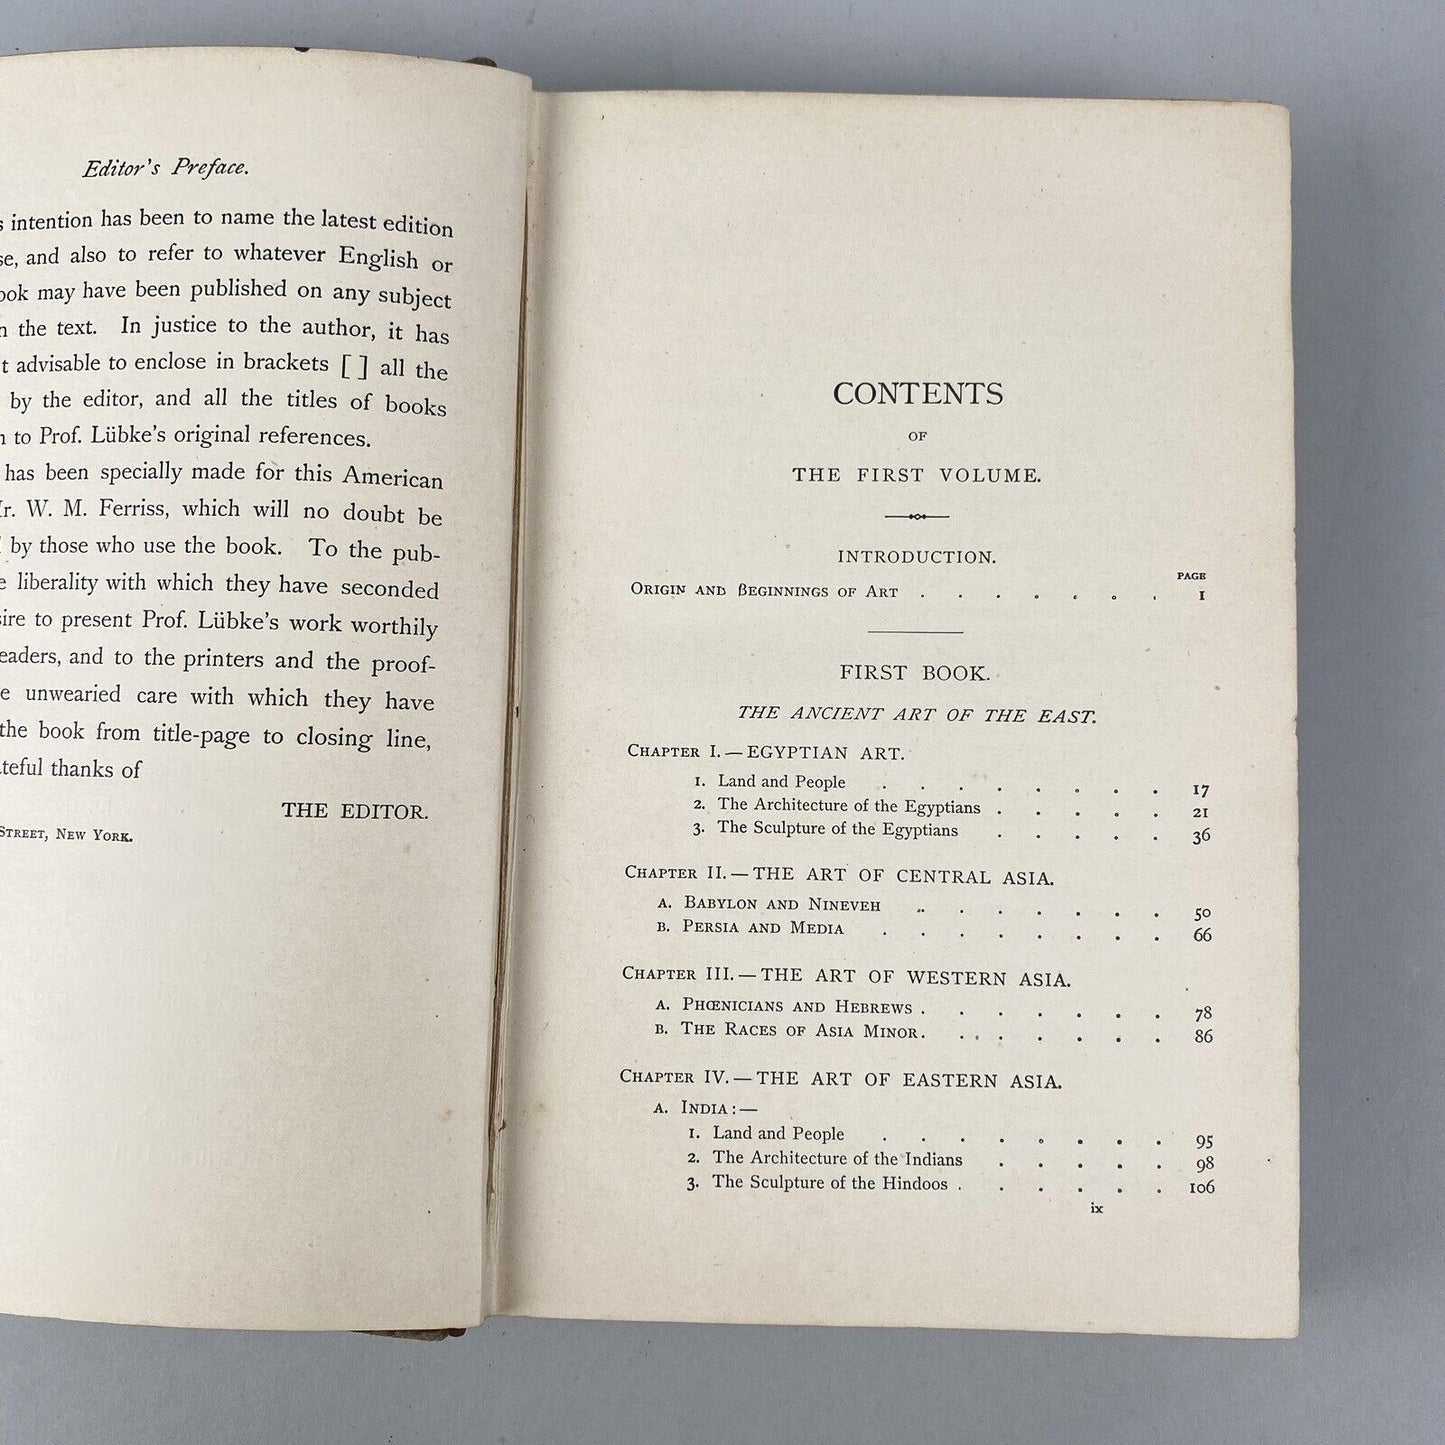 Editor's Preface.
intention has been to name the latest edition
and also to refer to whatever English or
may have been published on any subject
the text. In justice to the author, it has
advisable to enclose in brackets [ ] all the
by the editor, and all the titles of books
to Prof. Lübke's original references.
has been specially made for this American
W. M. Ferriss, which will no doubt be
by those who use the book. To the pub-
liberality with which they have seconded
to present Prof. Lübke's work worthily
and to the printers and the proof-
unwearied care with which they have
the book from title-page to closing line,
thanks of
THE EDITOR.
STREET, NEW YORK.
CONTENTS
OF
THE FIRST VOLUME.
INTRODUCTION.
PAGE
ORIGIN AND BEGINNINGS OF ART . . . . . . . 1
FIRST BOOK.
THE ANCIENT ART OF THE EAST.
CHAPTER I.—EGYPTIAN ART.
1. Land and People . . . . . . . . 17
2. The Architecture of the Egyptians . . . . . 21
3. The Sculpture of the Egyptians . . . . . 36
CHAPTER II.—THE ART OF CENTRAL ASIA.
A. BABYLON AND NINEVEH . . . . . . . 50
B. PERSIA AND MEDIA . . . . . . . . 66
CHAPTER III.—THE ART OF WESTERN ASIA.
A. PHŒNICIANS AND HEBREWS . . . . . . . 78
B. THE RACES OF ASIA MINOR . . . . . . . 86
CHAPTER IV.—THE ART OF EASTERN ASIA.
A. INDIA:—
1. Land and People . . . . . . . . 95
2. The Architecture of the Indians . . . . . 98
3. The Sculpture of the Hindoos . . . . . . 106
ix